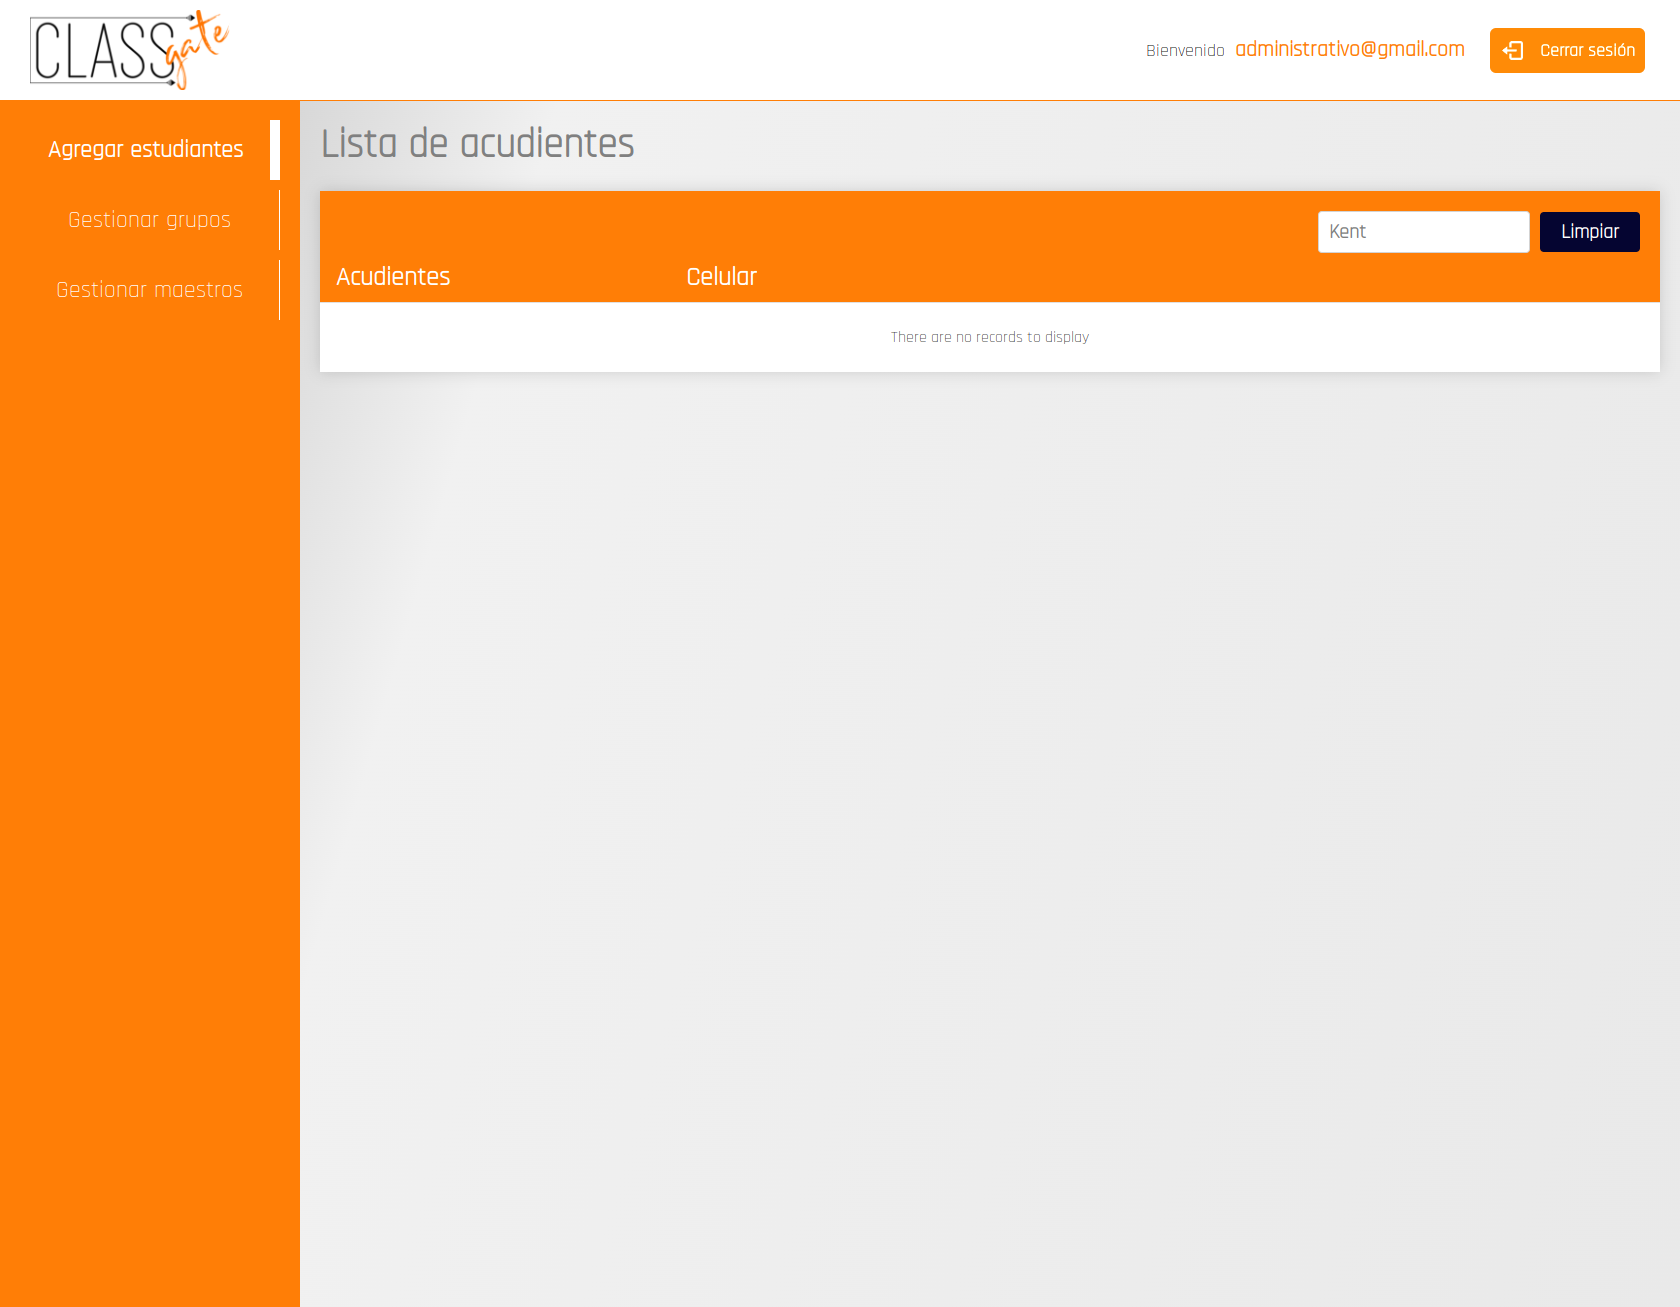 CLASSgate
Bienvenido administrativo@gmail.com Cerrar sesión
Agregar estudiantes
Gestionar grupos
Gestionar maestros
Lista de acudientes
Kent Limpiar
Acudientes Celular
There are no records to display